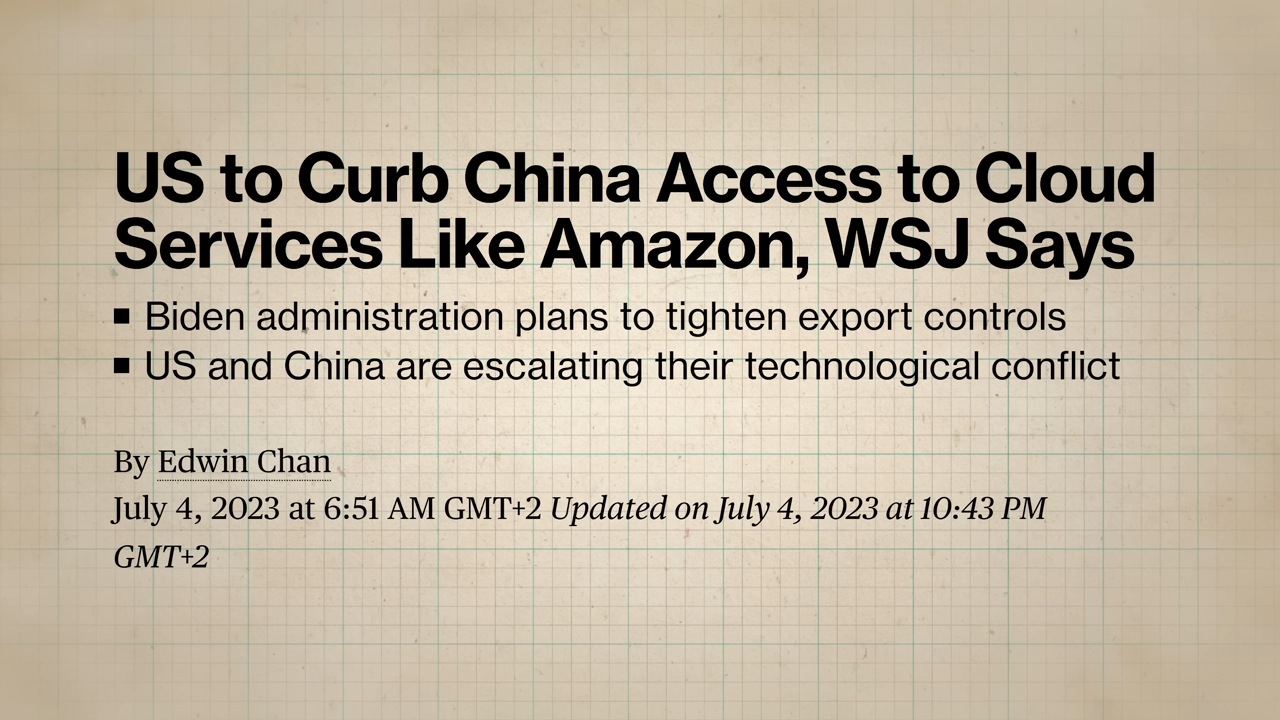 US to Curb China Access to Cloud
Services Like Amazon, WSJ Says
■ Biden administration plans to tighten export controls
■ US and China are escalating their technological conflict
By Edwin Chan
July 4, 2023 at 6:51 AM GMT+2 Updated on July 4, 2023 at 10:43 PM
GMT+2